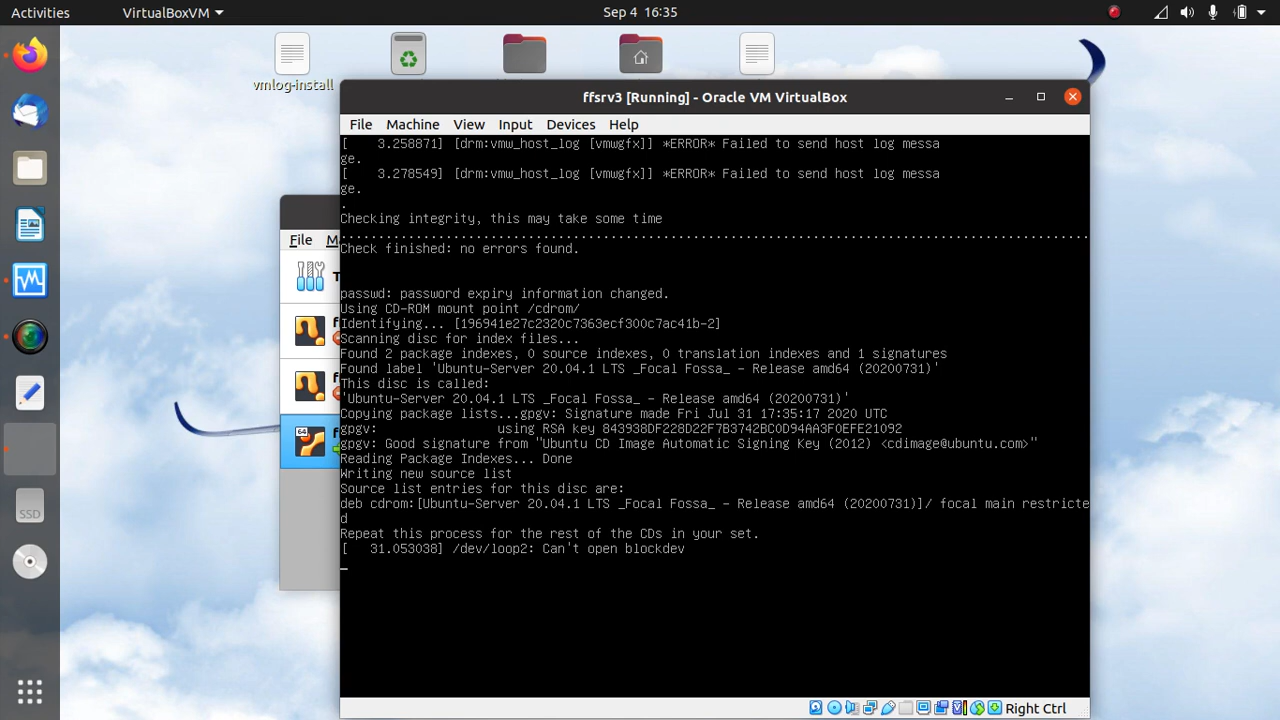 Activities
VirtualBoxVM
Sep 4 16:35
vmlog-install
ffsrv3 [Running] - Oracle VM VirtualBox
File Machine View Input Devices Help
[    3.258871] [drm:vmw_host_log [vmwgfx]] *ERROR* Failed to send host log messa
ge.
[    3.278549] [drm:vmw_host_log [vmwgfx]] *ERROR* Failed to send host log messa
ge.
.
Checking integrity, this may take some time
....................................................................................................
Check finished: no errors found.
passwd: password expiry information changed.
Using CD-ROM mount point /cdrom/
Identifying... [196941e27c2320c7363ecf300c7ac41b-2]
Scanning disc for index files...
Found 2 package indexes, 0 source indexes, 0 translation indexes and 1 signatures
Found label 'Ubuntu-Server 20.04.1 LTS _Focal Fossa_ - Release amd64 (20200731)'
This disc is called:
'Ubuntu-Server 20.04.1 LTS _Focal Fossa_ - Release amd64 (20200731)'
Copying package lists...gpgv: Signature made Fri Jul 31 17:35:17 2020 UTC
gpgv:                using RSA key 843938DF228D22F7B3742BC0D94AA3F0EFE21092
gpgv: Good signature from "Ubuntu CD Image Automatic Signing Key (2012) <cdimage@ubuntu.com>"
Reading Package Indexes... Done
Writing new source list
Source list entries for this disc are:
deb cdrom:[Ubuntu-Server 20.04.1 LTS _Focal Fossa_ - Release amd64 (20200731)]/ focal main restricte
d
Repeat this process for the rest of the CDs in your set.
[   31.053038] /dev/loop2: Can't open blockdev
_
Right Ctrl
File M
T
f
f
64
f
SSD